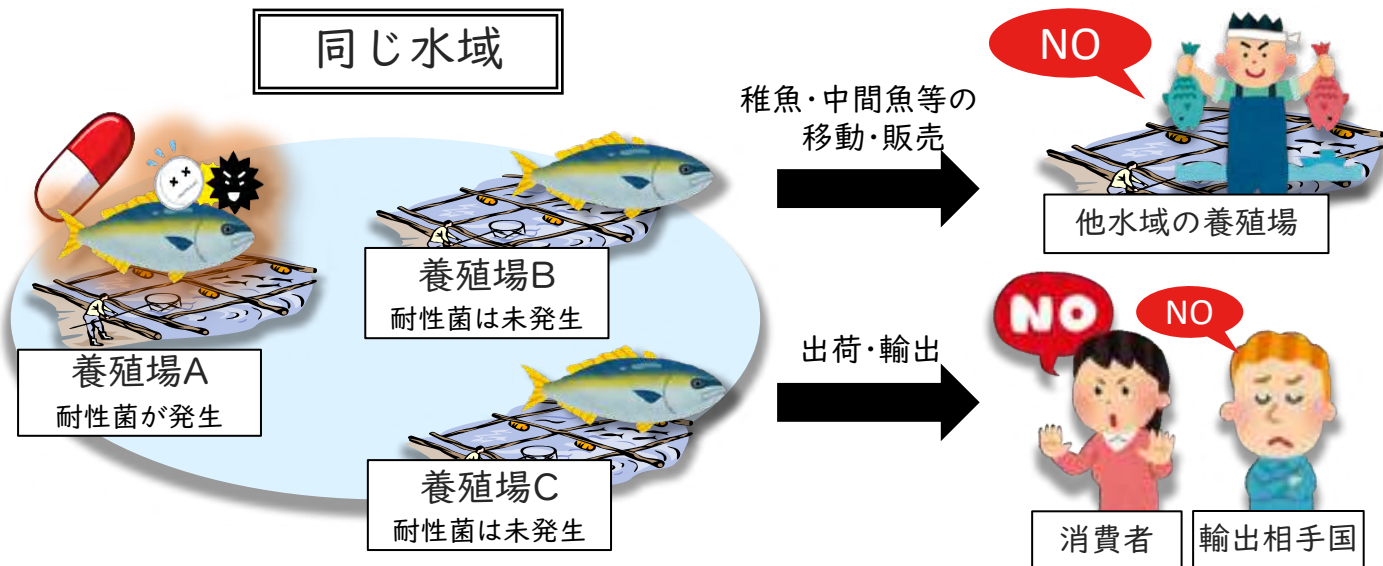 同じ水域
養殖場A
耐性菌が発生
養殖場B
耐性菌は未発生
養殖場C
耐性菌は未発生
稚魚・中間魚等の
移動・販売
NO
他水域の養殖場
出荷・輸出
NO
消費者
NO
輸出相手国